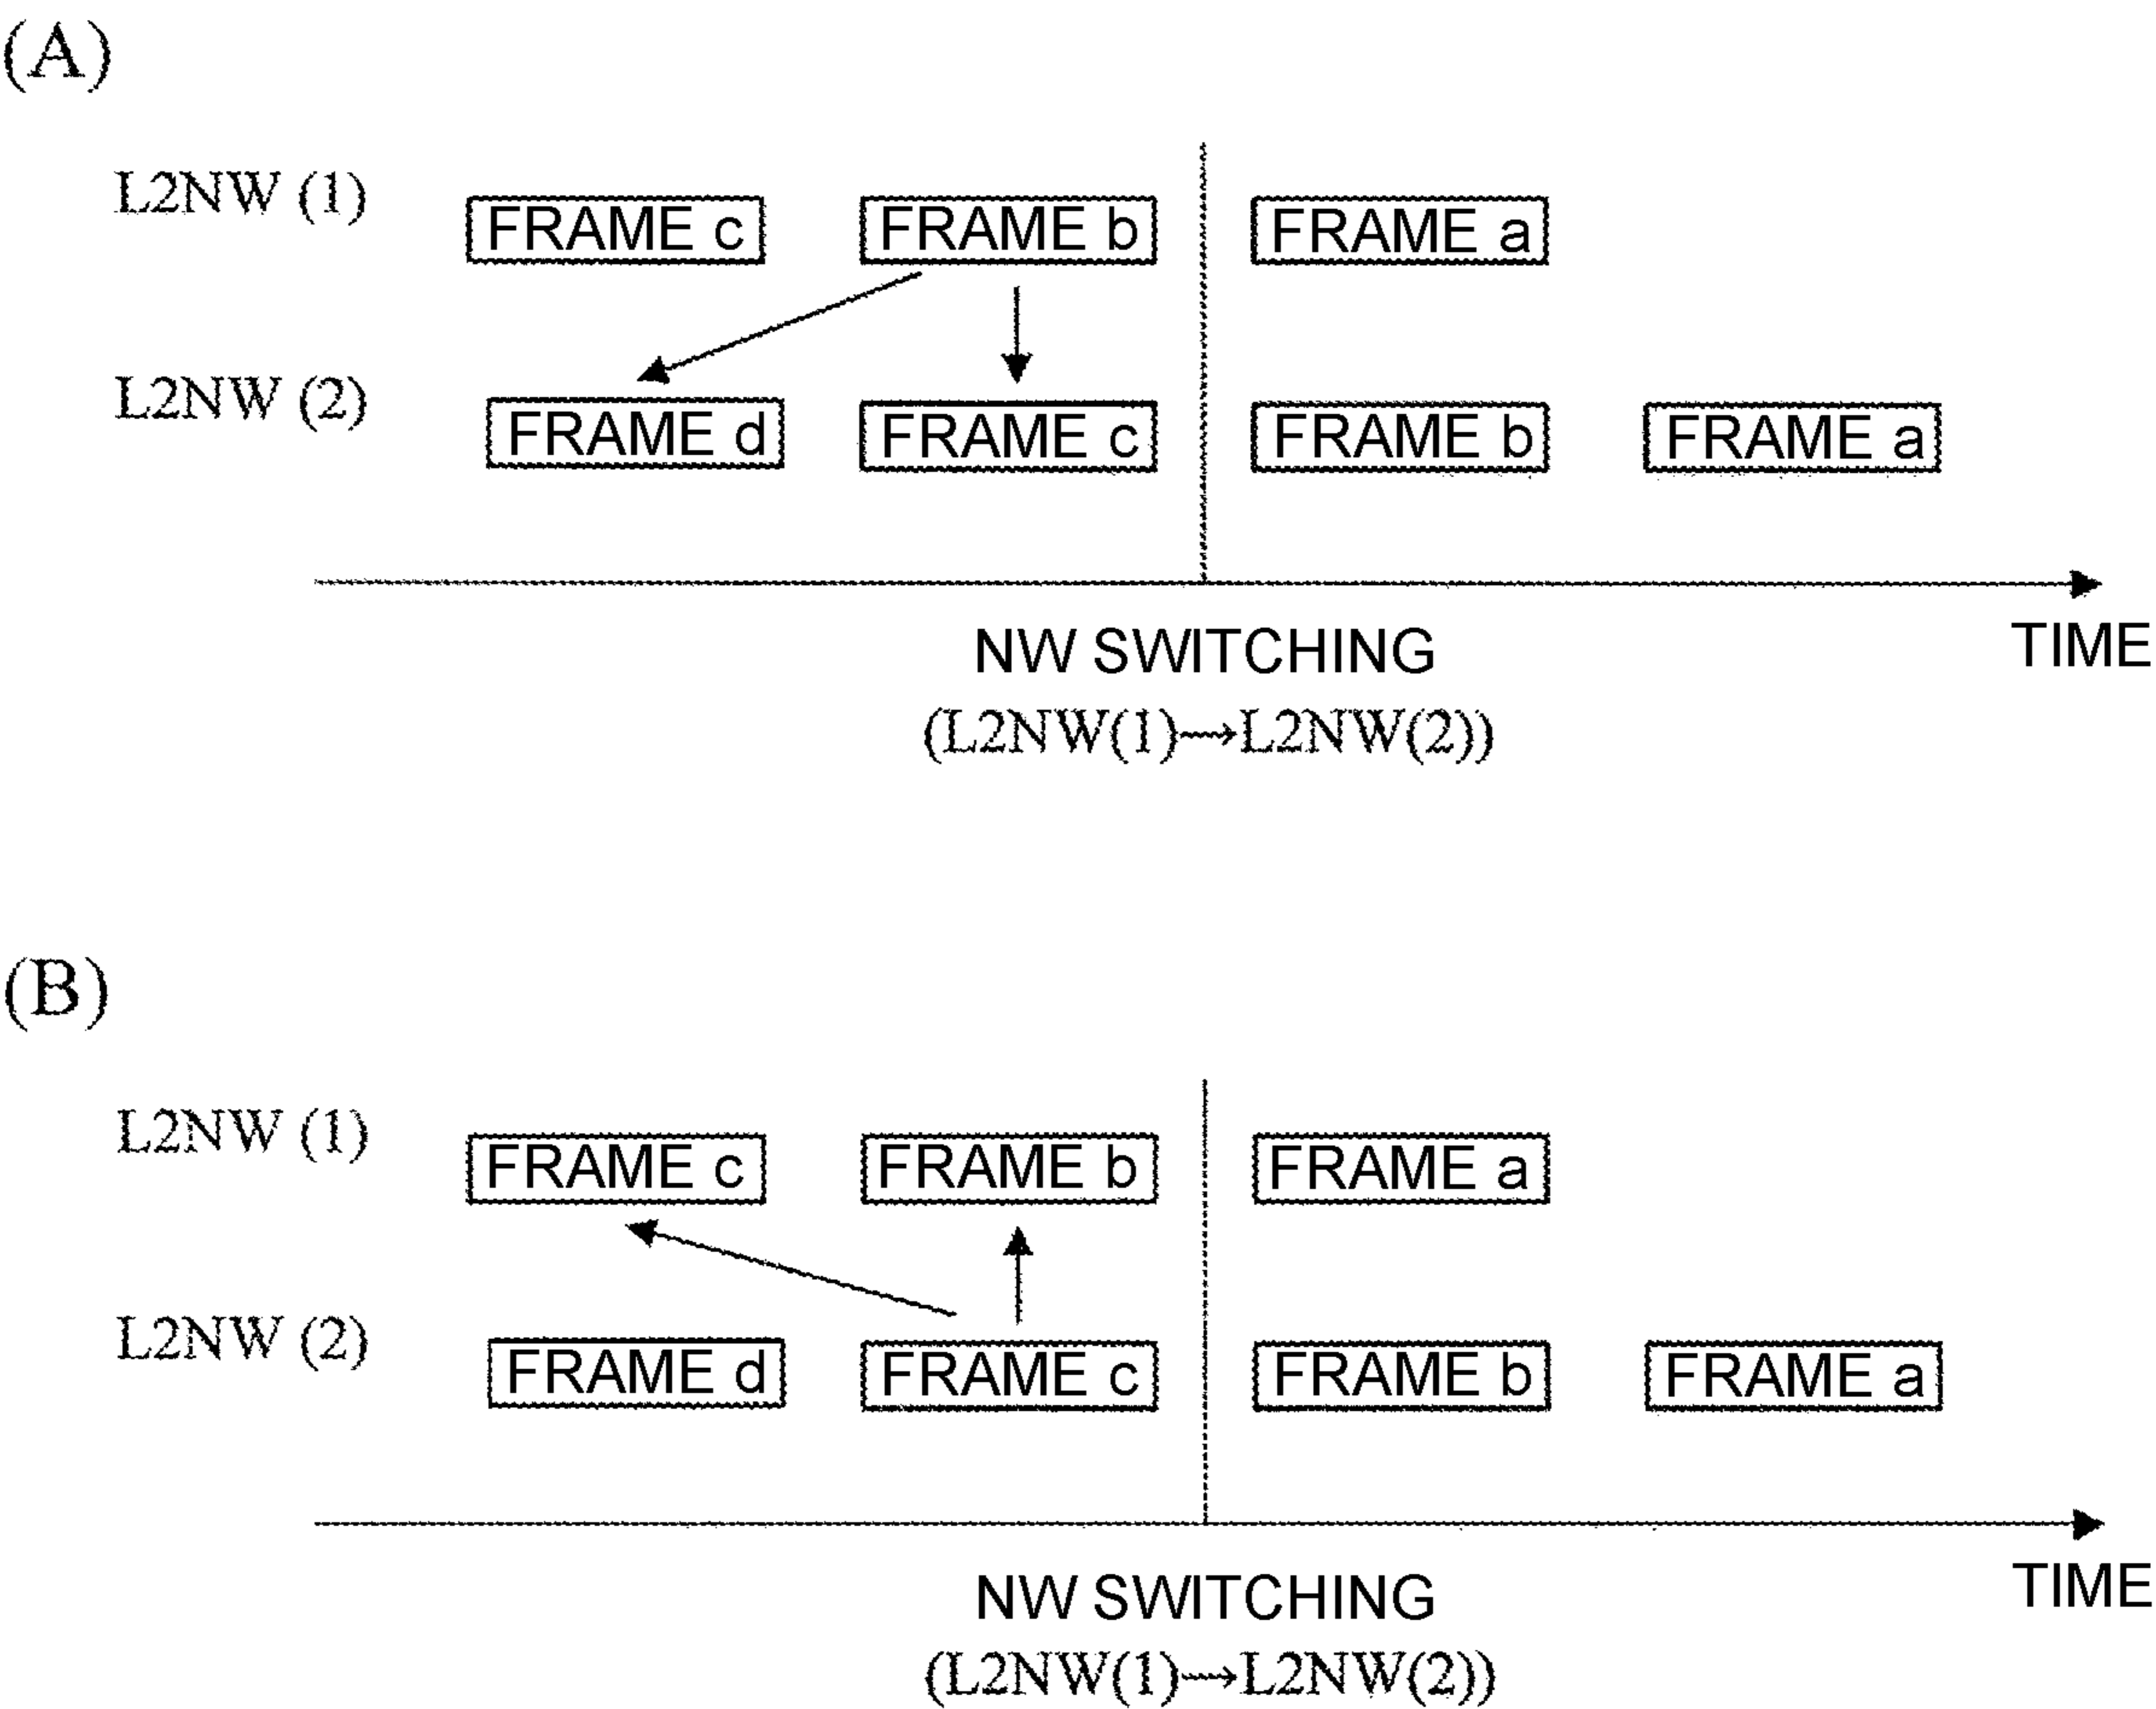 (A)
L2NW (1)
FRAME c FRAME b FRAME a
L2NW (2)
FRAME d FRAME c FRAME b FRAME a
NW SWITCHING
TIME
(L2NW(1)→L2NW(2))
(B)
L2NW (1)
FRAME c FRAME b FRAME a
L2NW (2)
FRAME d FRAME c FRAME b FRAME a
NW SWITCHING
TIME
(L2NW(1)→L2NW(2))